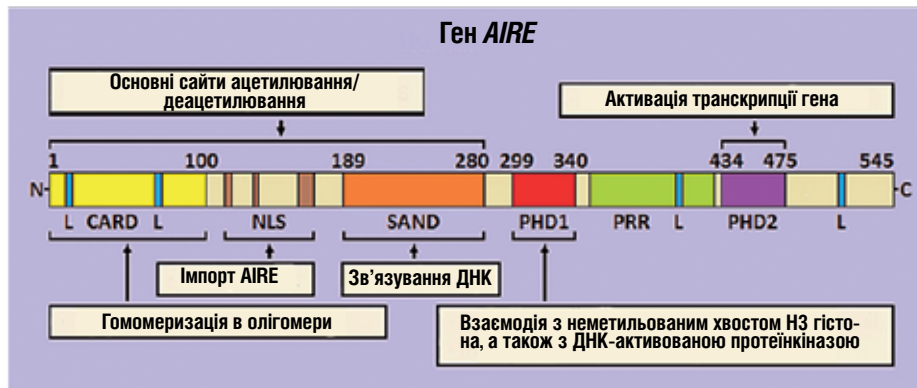 Ген AIRE
Основні сайти ацетилювання/
деацетилювання
Активація транскрипції гена
1 100 189 280 299 340 434 475 545
N- -C
L CARD L NLS SAND PHD1 PRR L PHD2 L
Імпорт AIRE
Зв’язування ДНК
Гомомеризація в олігомери
Взаємодія з неметильованим хвостом Н3 гісто-
на, а також з ДНК-активованою протеїнкіназою